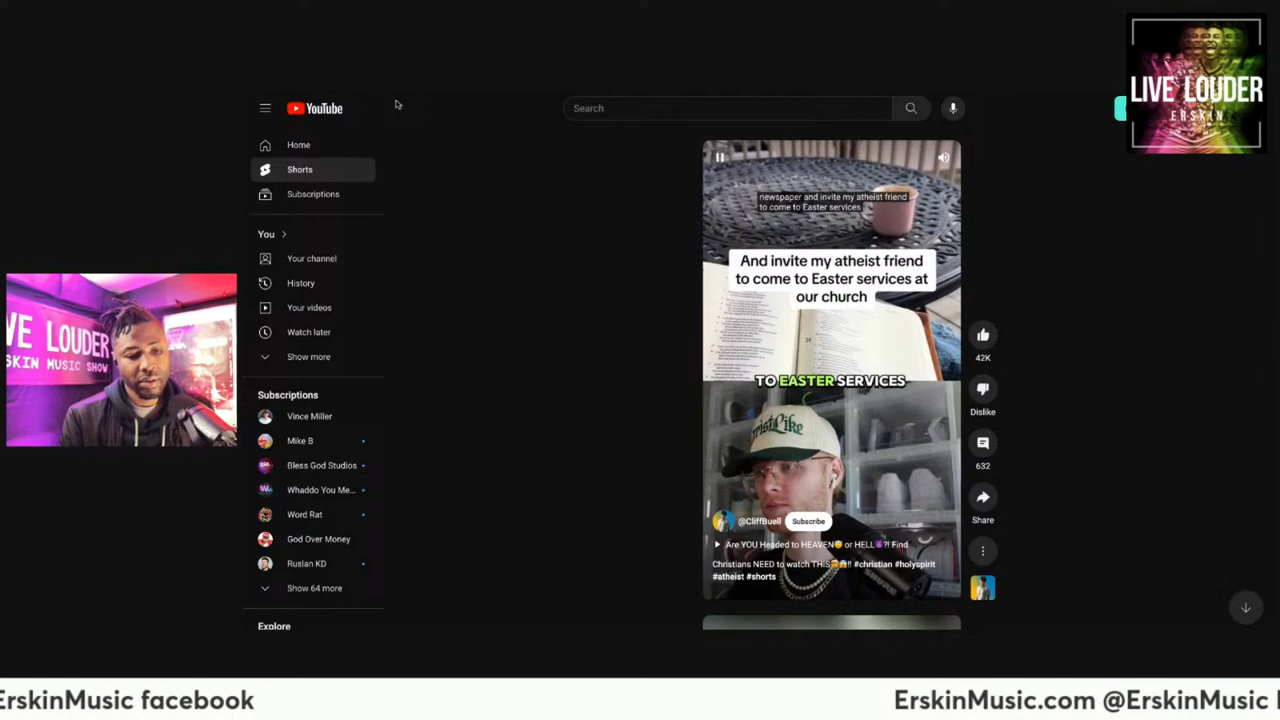 LIVE LOUDER
ERSKIN
YouTube
Search
Home
Shorts
Subscriptions
You
Your channel
History
Your videos
Watch later
Show more
Subscriptions
Vince Miller
Mike B
Bless God Studios
Whaddo You Me...
Word Rat
God Over Money
Ruslan KD
Show 64 more
Explore
newspaper and invite my atheist friend
to come to Easter services
And invite my atheist friend
to come to Easter services at
our church
TO EASTER SERVICES
@CliffBuell
Subscribe
Are YOU Headed to HEAVEN😇 or HELL😈?! Find
Christians NEED to watch THIS🤯😱!! #christian #holyspirit
#atheist #shorts
42K
Dislike
632
Share
VE LOUDER
RSKIN MUSIC SHOW
ErskinMusic facebook
ErskinMusic.com @ErskinMusic